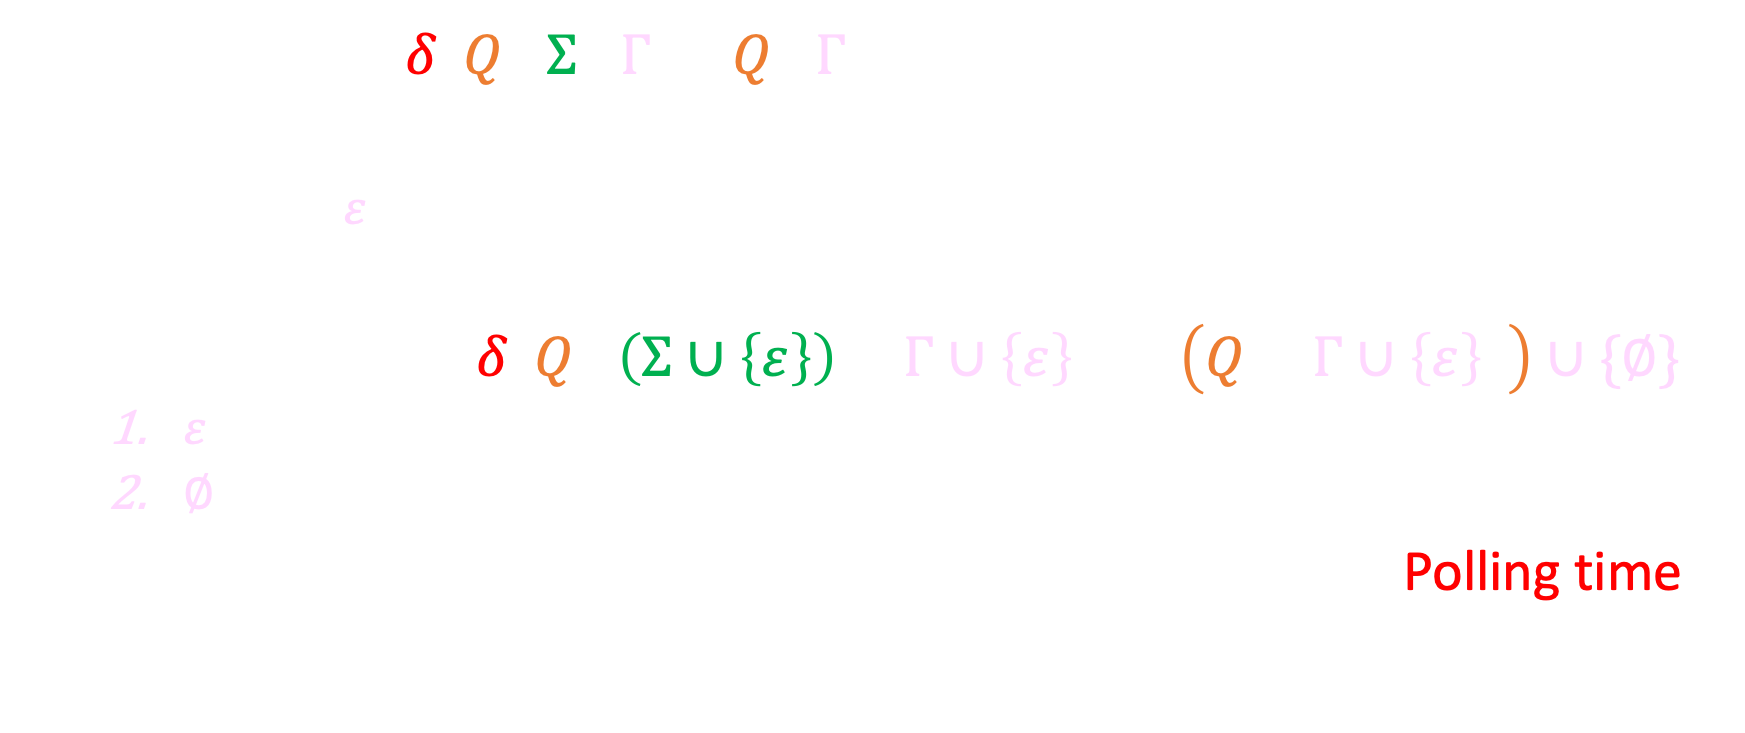 δ Q Σ Γ Q Γ
ε
δ Q (Σ ∪ {ε}) Γ ∪ {ε} (Q Γ ∪ {ε} ) ∪ {∅}
1. ε
2. ∅
Polling time